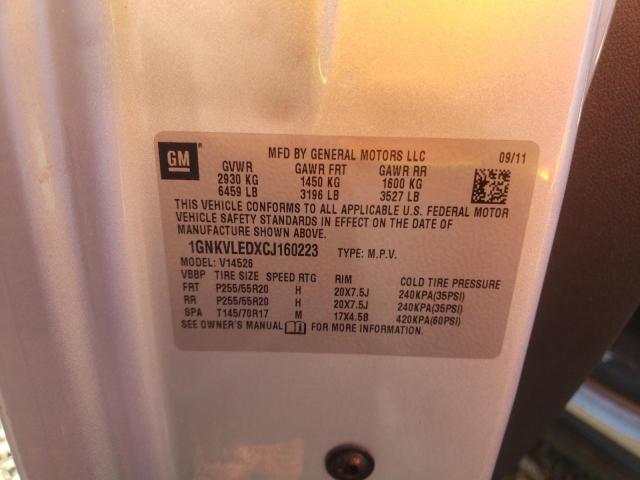 GM
MFD BY GENERAL MOTORS LLC 09/11
GVWR GAWR FRT GAWR RR
2930 KG 1450 KG 1600 KG
6459 LB 3196 LB 3527 LB
THIS VEHICLE CONFORMS TO ALL APPLICABLE U.S. FEDERAL MOTOR
VEHICLE SAFETY STANDARDS IN EFFECT ON THE DATE OF
MANUFACTURE SHOWN ABOVE.
1GNKVLEDXCJ160223 TYPE: M.P.V.
MODEL: V14526
VBBP TIRE SIZE SPEED RTG RIM COLD TIRE PRESSURE
FRT P255/55R20 H 20X7.5J 240KPA(35PSI)
RR P255/55R20 H 20X7.5J 240KPA(35PSI)
SPA T145/70R17 M 17X4.5B 420KPA(60PSI)
SEE OWNER'S MANUAL FOR MORE INFORMATION.